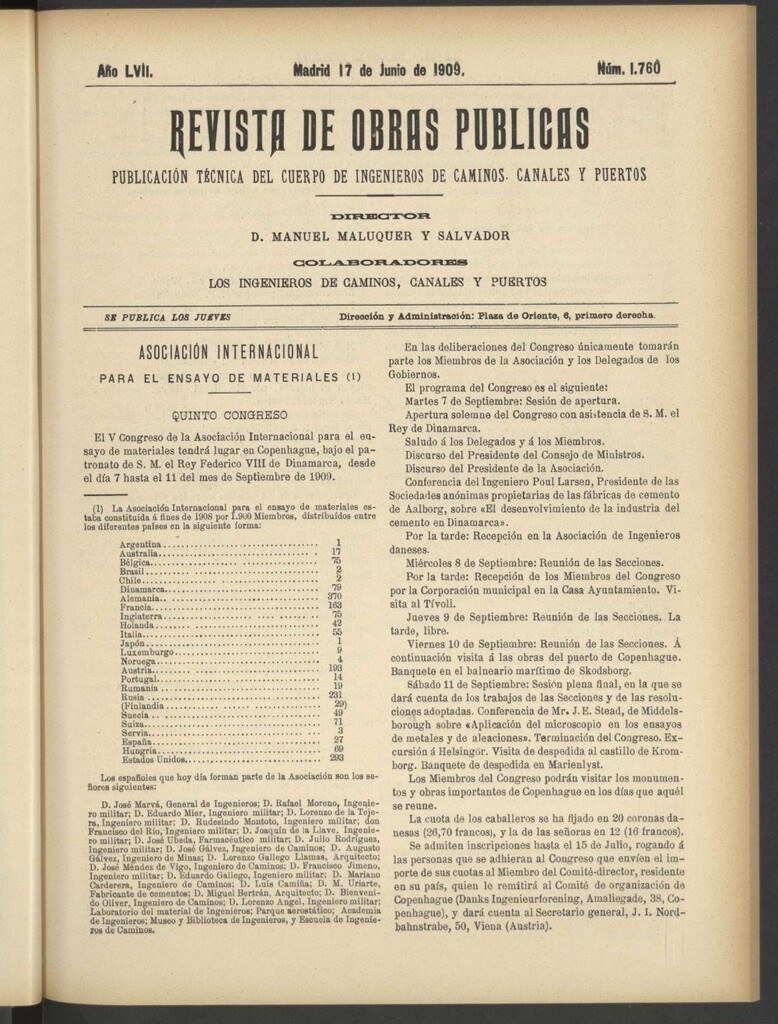 Año LVII. Madrid 17 de Junio de 1909. Núm. 1.760
REVISTA DE OBRAS PUBLICAS
PUBLICACIÓN TÉCNICA DEL CUERPO DE INGENIEROS DE CAMINOS. CANALES Y PUERTOS
DIRECTOR
D. MANUEL MALUQUER Y SALVADOR
COLABORADORES
LOS INGENIEROS DE CAMINOS, CANALES Y PUERTOS
SE PUBLICA LOS JUEVES Dirección y Administración: Plaza de Oriente, 6, primero derecha.
ASOCIACIÓN INTERNACIONAL
PARA EL ENSAYO DE MATERIALES (1)
QUINTO CONGRESO
El V Congreso de la Asociación Internacional para el en-
sayo de materiales tendrá lugar en Copenhague, bajo el pa-
tronato de S. M. el Rey Federico VIII de Dinamarca, desde
el día 7 hasta el 11 del mes de Septiembre de 1909.
(1) La Asociación Internacional para el ensayo de materiales es-
taba constituída á fines de 1908 por 1.900 Miembros, distribuídos entre
los diferentes países en la siguiente forma:
Argentina 1
Australia 17
Bélgica 75
Brasil 2
Chile 2
Dinamarca 79
Alemania 370
Francia 163
Inglaterra 75
Holanda 42
Italia 55
Japón 1
Luxemburgo 9
Noruega 4
Austria 193
Portugal 14
Rumania 19
Rusia 231
(Finlandia 29)
Suecia 49
Suiza 71
Servia 3
España 27
Hungría 69
Estados Unidos 293
Los españoles que hoy día forman parte de la Asociación son los se-
ñores siguientes:
D. José Marvá, General de Ingenieros; D. Rafael Moreno, Ingenie-
ro militar; D. Eduardo Mier, Ingeniero militar; D. Lorenzo de la Teje-
ra, Ingeniero militar; D. Rudesindo Montoto, Ingeniero militar; don
Francisco del Río, Ingeniero militar; D. Joaquín de la Llave, Ingenie-
ro militar; D. José Úbeda, Farmacéutico militar; D. Julio Rodríguez,
Ingeniero militar; D. José Gálvez, Ingeniero de Caminos; D. Augusto
Gálvez, Ingeniero de Minas; D. Lorenzo Gallego Llamas, Arquitecto;
D. José Méndes de Vigo, Ingeniero de Caminos; D. Francisco Jimeno,
Ingeniero militar; D. Eduardo Gallego, Ingeniero militar; D. Mariano
Carderera, Ingeniero de Caminos; D. Luis Camiña; D. M. Uriarte,
Fabricante de cementos; D. Miguel Bertrán, Arquitecto; D. Bienveni-
do Oliver, Ingeniero de Caminos; D. Lorenzo Angel, Ingeniero militar;
Laboratorio del material de Ingenieros; Parque aerostático; Academia
de Ingenieros; Museo y Biblioteca de Ingenieros, y Escuela de Ingenie-
ros de Caminos.
En las deliberaciones del Congreso únicamente tomarán
parte los Miembros de la Asociación y los Delegados de los
Gobiernos.
El programa del Congreso es el siguiente:
Martes 7 de Septiembre: Sesión de apertura.
Apertura solemne del Congreso con asistencia de S. M. el
Rey de Dinamarca.
Saludo á los Delegados y á los Miembros.
Discurso del Presidente del Consejo de Ministros.
Discurso del Presidente de la Asociación.
Conferencia del Ingeniero Poul Larsen, Presidente de las
Sociedades anónimas propietarias de las fábricas de cemento
de Aalborg, sobre «El desenvolvimiento de la industria del
cemento en Dinamarca».
Por la tarde: Recepción en la Asociación de Ingenieros
daneses.
Miércoles 8 de Septiembre: Reunión de las Secciones.
Por la tarde: Recepción de los Miembros del Congreso
por la Corporación municipal en la Casa Ayuntamiento. Vi-
sita al Tívoli.
Jueves 9 de Septiembre: Reunión de las Secciones. La
tarde, libre.
Viernes 10 de Septiembre: Reunión de las Secciones. Á
continuación visita á las obras del puerto de Copenhague.
Banquete en el balneario marítimo de Skodsborg.
Sábado 11 de Septiembre: Sesión plena final, en la que se
dará cuenta de los trabajos de las Secciones y de las resolu-
ciones adoptadas. Conferencia de Mr. J. E. Stead, de Middels-
borough sobre «Aplicación del microscopio en los ensayos
de metales y de aleaciones». Terminación del Congreso. Ex-
cursión á Helsingör. Visita de despedida al castillo de Krom-
borg. Banquete de despedida en Marienlyst.
Los Miembros del Congreso podrán visitar los monumen-
tos y obras importantes de Copenhague en los días que aquél
se reune.
La cuota de los caballeros se ha fijado en 20 coronas da-
nesas (26,70 francos), y la de las señoras en 12 (16 francos).
Se admiten inscripciones hasta el 15 de Julio, rogando á
las personas que se adhieran al Congreso que envíen el im-
porte de sus cuotas al Miembro del Comité-director, residente
en su país, quien le remitirá al Comité de organización de
Copenhague (Danks Ingenieurforening, Amaliegade, 38, Co-
penhague), y dará cuenta al Secretario general, J. I. Nord-
bahnstrabe, 50, Viena (Austria).